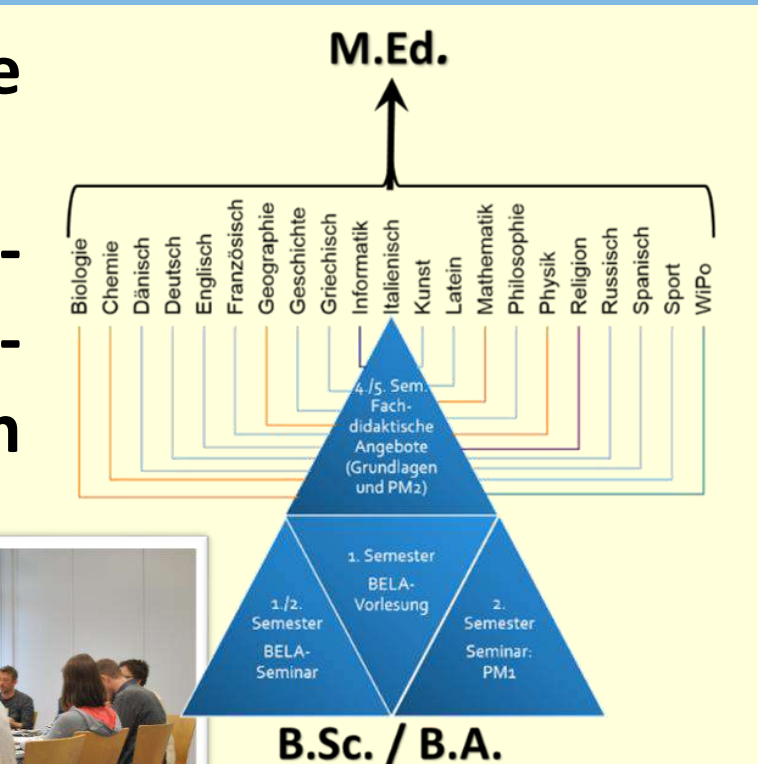 M.Ed.
e
-
-
n
Biologie
Chemie
Dänisch
Deutsch
Englisch
Französisch
Geographie
Geschichte
Griechisch
Informatik
Italienisch
Kunst
Latein
Mathematik
Philosophie
Physik
Religion
Russisch
Spanisch
Sport
WiPo
4./5. Sem.
Fach-
didaktische
Angebote
(Grundlagen
und PM2)
1./2.
Semester
BELA-
Seminar
1. Semester
BELA-
Vorlesung
2.
Semester
Seminar:
PM1
B.Sc. / B.A.